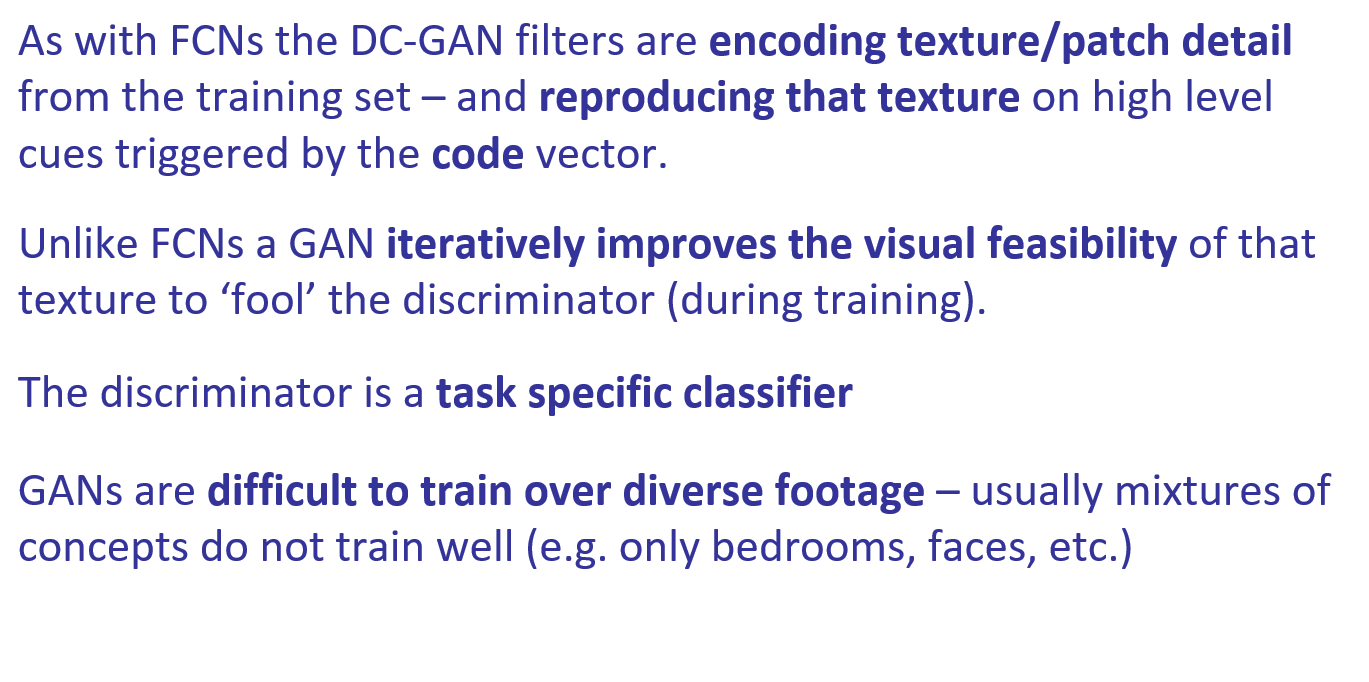 As with FCNs the DC-GAN filters are encoding texture/patch detail
from the training set – and reproducing that texture on high level
cues triggered by the code vector.
Unlike FCNs a GAN iteratively improves the visual feasibility of that
texture to ‘fool’ the discriminator (during training).
The discriminator is a task specific classifier
GANs are difficult to train over diverse footage – usually mixtures of
concepts do not train well (e.g. only bedrooms, faces, etc.)